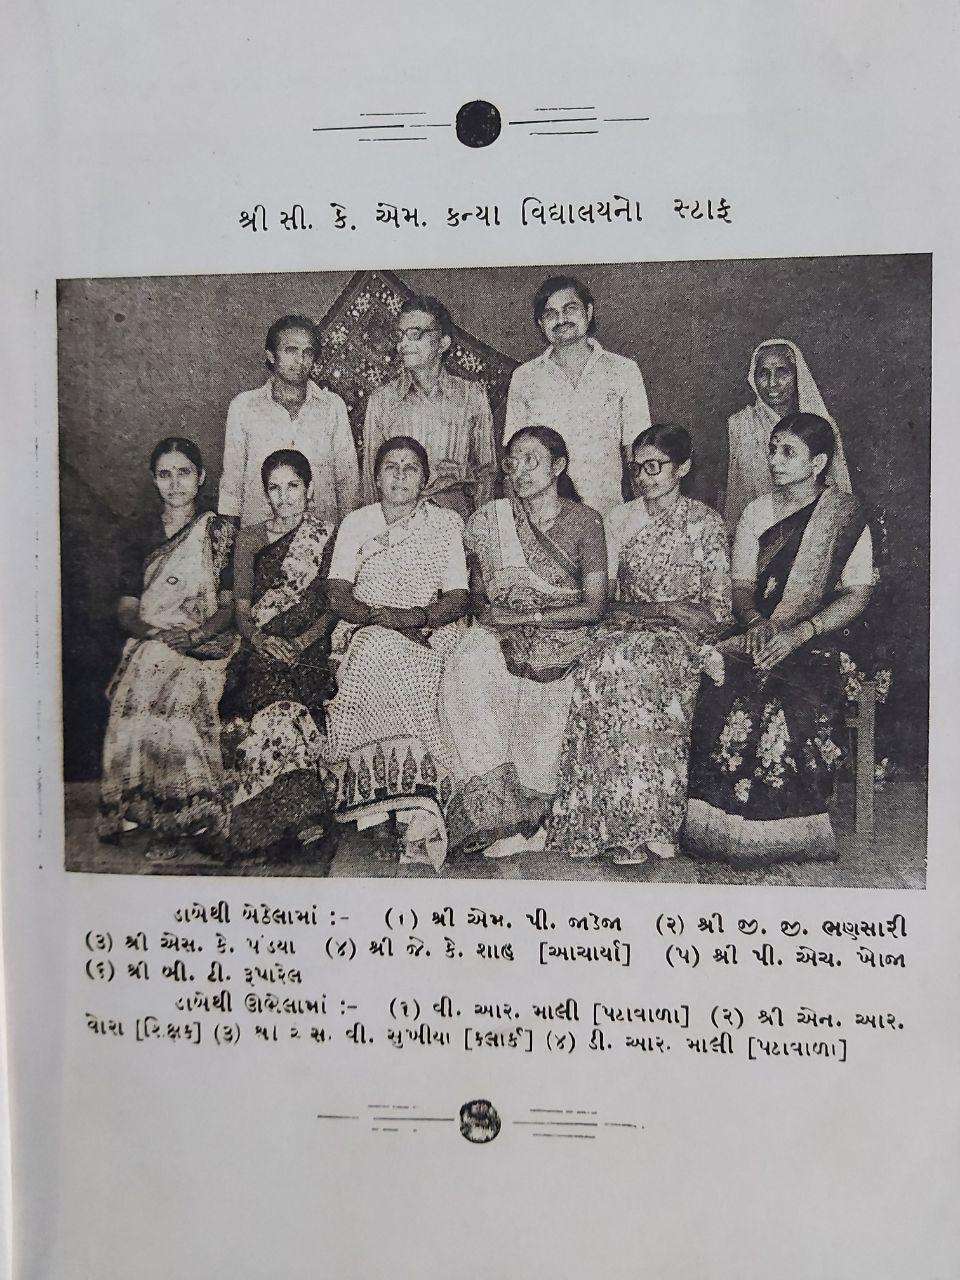 શ્રી સી. કે. એમ. કન્યા વિદ્યાલયનો સ્ટાફ
ડાબેથી બેઠેલામાં :- (૧) શ્રી એમ. પી. જાડેજા (૨) શ્રી જી. જી. ભણસારી
(૩) શ્રી એસ. કે. પંડયા (૪) શ્રી જે. કે. શાહ [આચાર્યા] (૫) શ્રી પી. એચ. ખોજા
(૬) શ્રી બી. ટી. રૂપારેલ
ડાબેથી ઊભેલામાં :- (૧) વી. આર. માલી [પટાવાળા] (૨) શ્રી એન. આર.
વોરા [શિક્ષક] (૩) શ્રી વી. સુખીયા [કલાર્ક] (૪) ડી. આર. માલી [પટાવાળા]